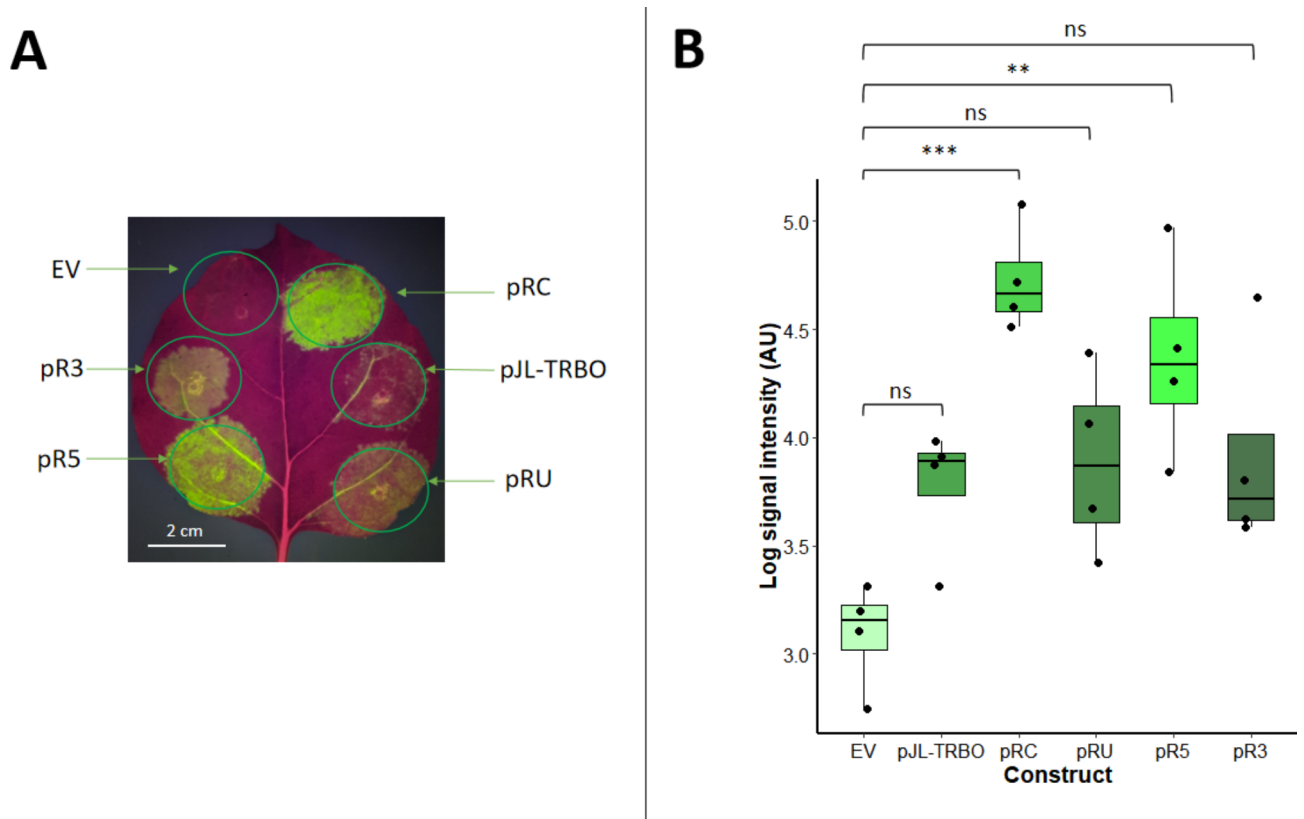 A
EV
pRC
pR3
pJL-TRBO
pR5
pRU
2 cm
B
ns
**
ns
***
ns
Log signal intensity (AU)
5.0
4.5
4.0
3.5
3.0
EV pJL-TRBO pRC pRU pR5 pR3
Construct